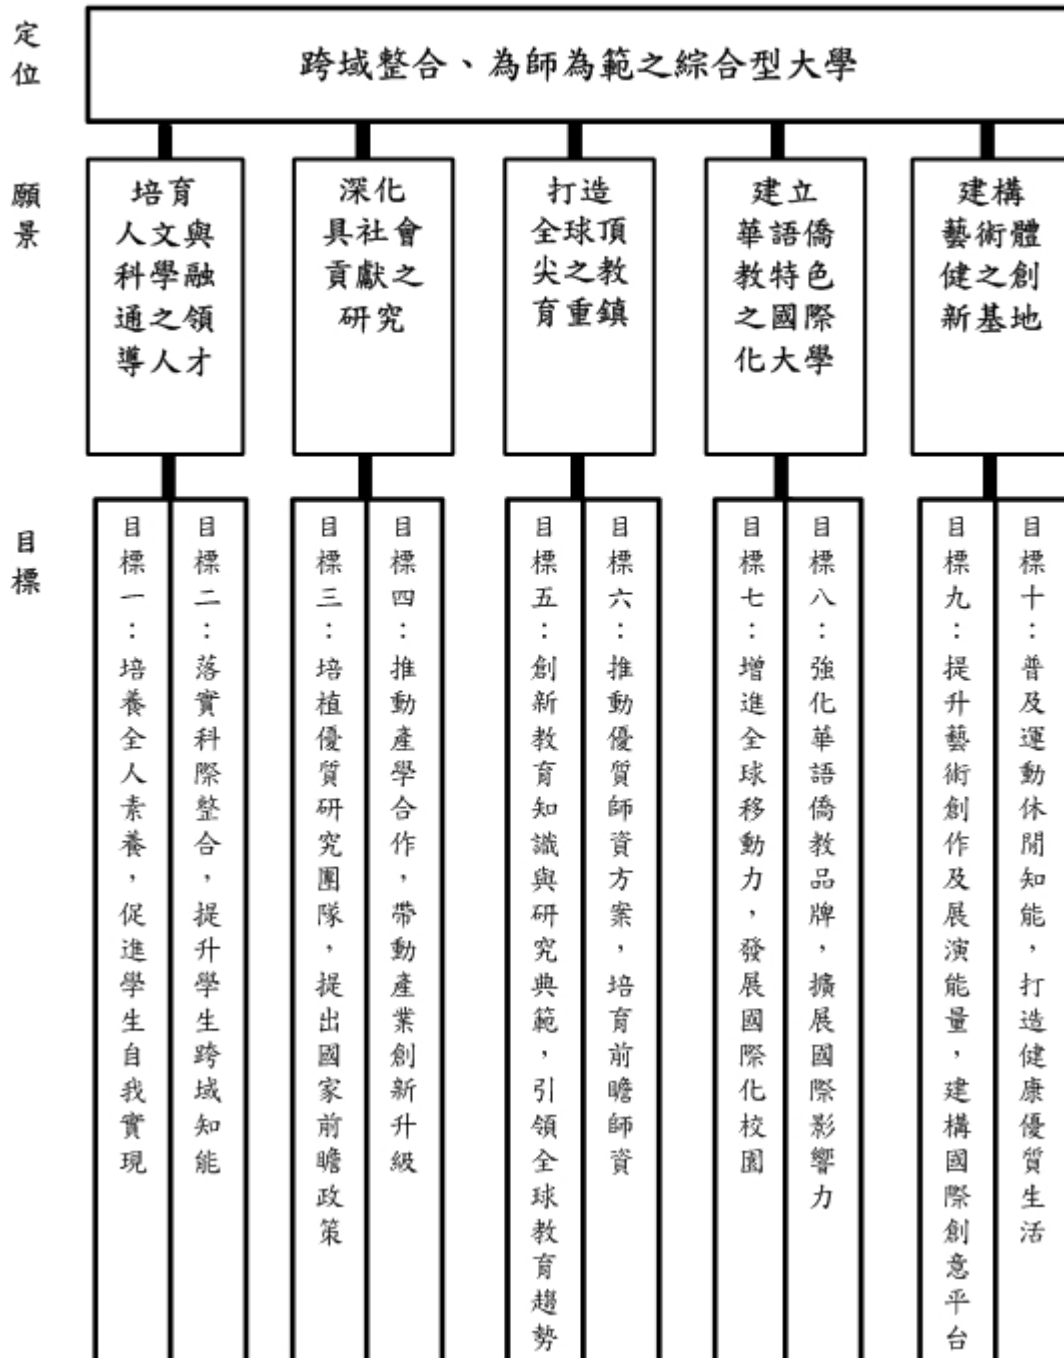 定位
跨域整合、為師為範之綜合型大學
願景
培育
人文與
科學融
通之領
導人才
深化
具社會
貢獻之
研究
打造
全球頂
尖之教
育重鎮
建立
華語僑
教特色
之國際
化大學
建構
藝術體
健之創
新基地
目標
目標一：培養全人素養，促進學生自我實現
目標二：落實科際整合，提升學生跨域知能
目標三：培植優質研究團隊，提出國家前瞻政策
目標四：推動產學合作，帶動產業創新升級
目標五：創新教育知識與研究典範，引領全球教育趨勢
目標六：推動優質師資方案，培育前瞻師資
目標七：增進全球移動力，發展國際化校園
目標八：強化華語僑教品牌，擴展國際影響力
目標九：提升藝術創作及展演能量，建構國際創意平台
目標十：普及運動休閒知能，打造健康優質生活